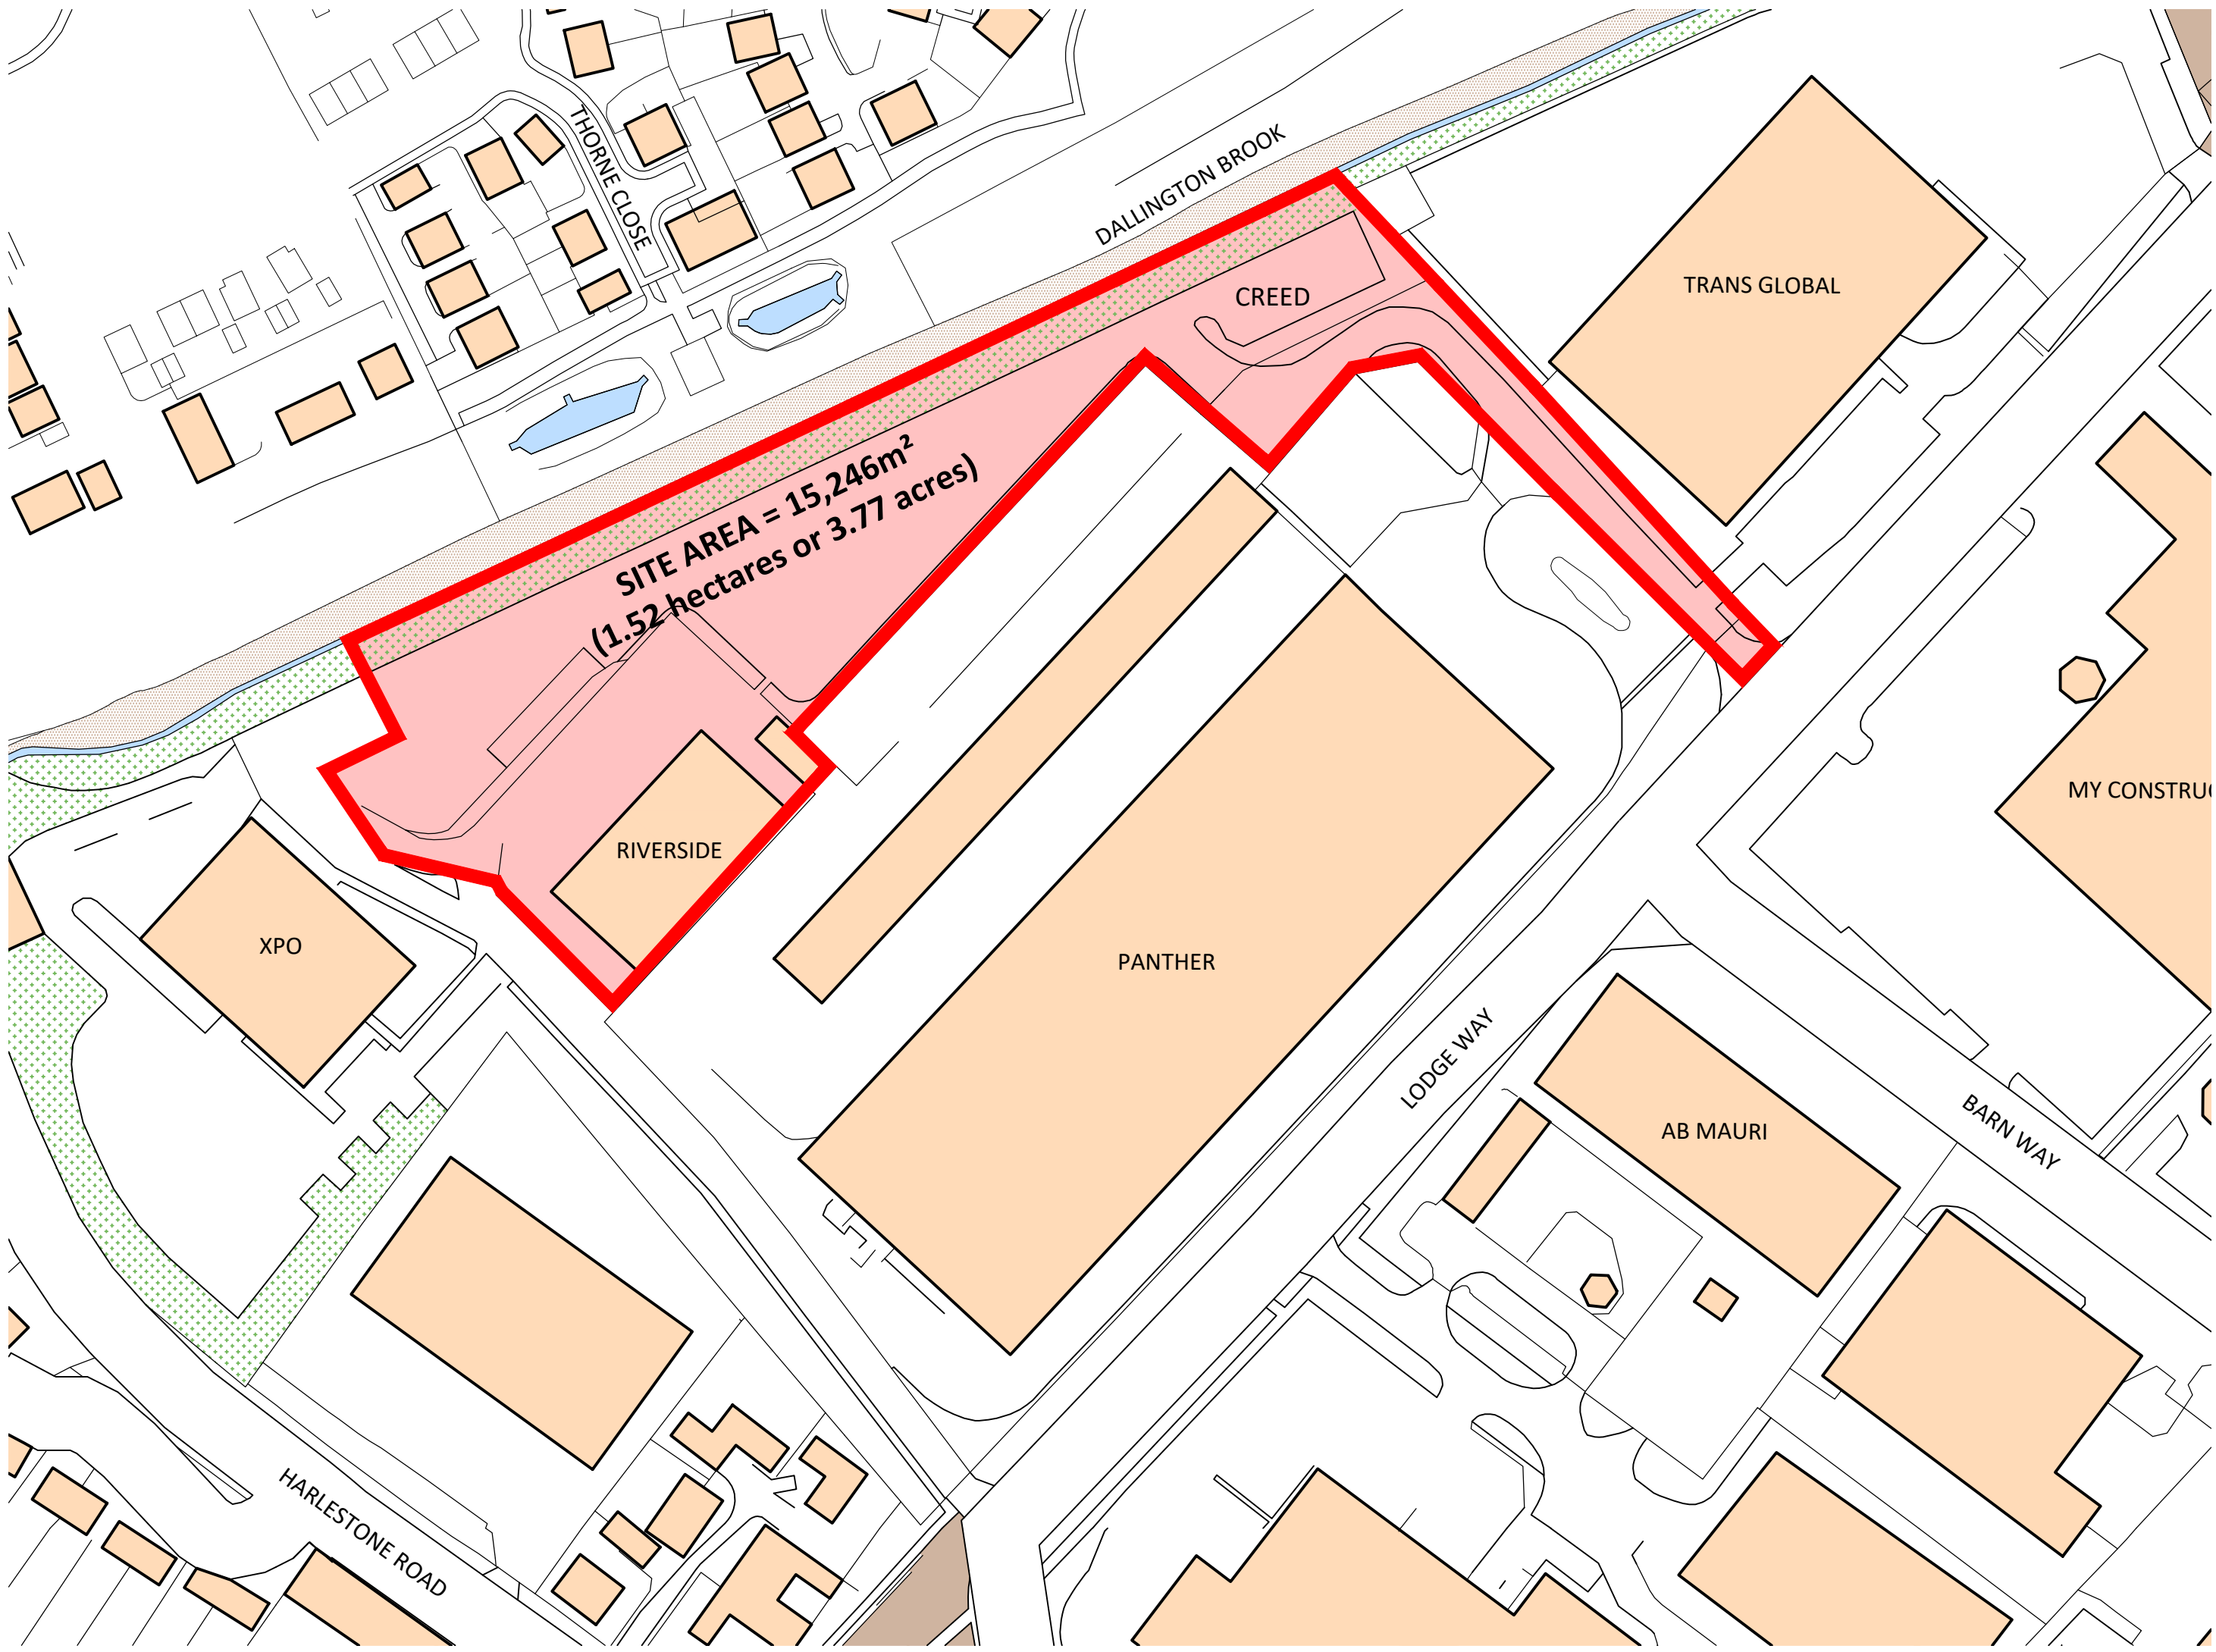 THORNE CLOSE
DALLINGTON BROOK
TRANS GLOBAL
CREED
SITE AREA = 15,246m²
(1.52 hectares or 3.77 acres)
MY CONSTRUC
RIVERSIDE
XPO
PANTHER
LODGE WAY
AB MAURI
BARN WAY
HARLESTONE ROAD